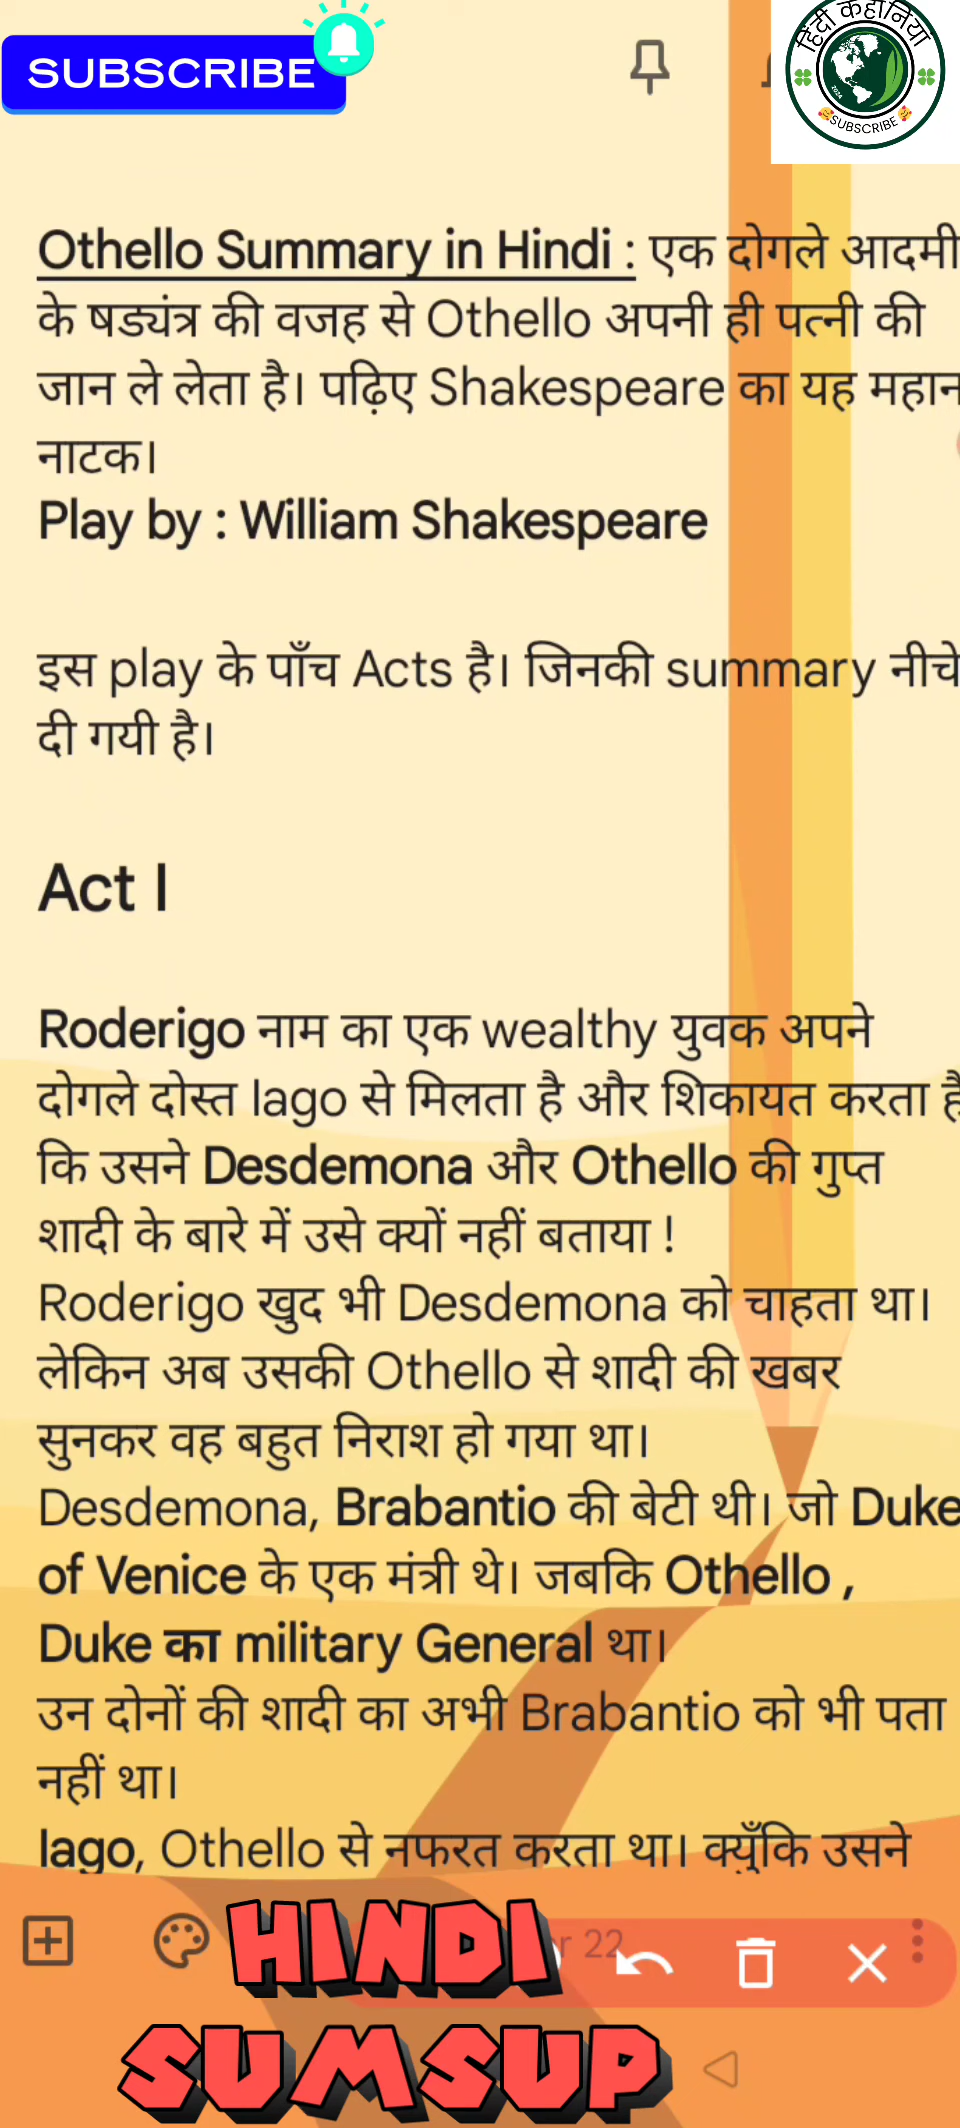 SUBSCRIBE
हिंदी कहानियां
2024
SUBSCRIBE
Othello Summary in Hindi : एक दोगले आदमी
के षड्यंत्र की वजह से Othello अपनी ही पत्नी की
जान ले लेता है। पढ़िए Shakespeare का यह महान
नाटक।
Play by : William Shakespeare
इस play के पाँच Acts है। जिनकी summary नीचे
दी गयी है।
Act I
Roderigo नाम का एक wealthy युवक अपने
दोगले दोस्त Iago से मिलता है और शिकायत करता है
कि उसने Desdemona और Othello की गुप्त
शादी के बारे में उसे क्यों नहीं बताया !
Roderigo खुद भी Desdemona को चाहता था।
लेकिन अब उसकी Othello से शादी की खबर
सुनकर वह बहुत निराश हो गया था।
Desdemona, Brabantio की बेटी थी। जो Duke
of Venice के एक मंत्री थे। जबकि Othello ,
Duke का military General था।
उन दोनों की शादी का अभी Brabantio को भी पता
नहीं था।
Iago, Othello से नफरत करता था। क्यूँकि उसने
22
HINDI
SUMSUP